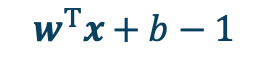 wᵀx + b − 1